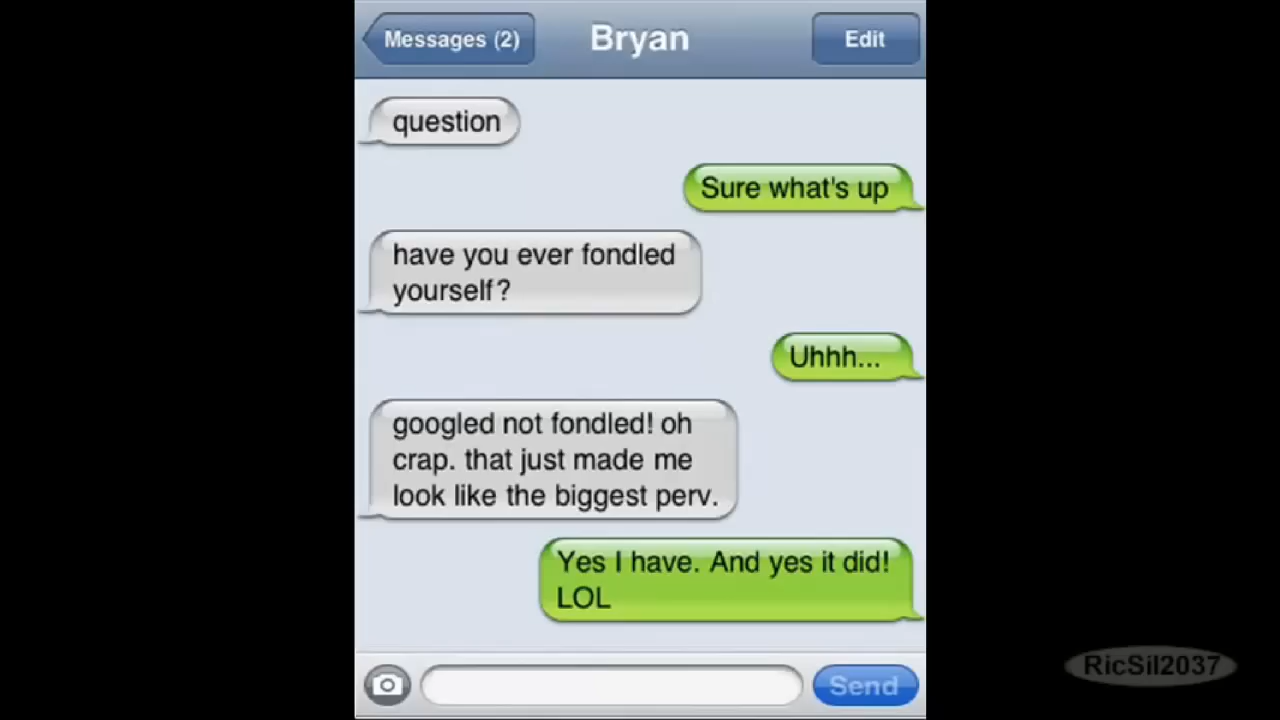 Messages (2)
Bryan
Edit
question
Sure what's up
have you ever fondled
yourself?
Uhhh...
googled not fondled! oh
crap. that just made me
look like the biggest perv.
Yes I have. And yes it did!
LOL
Send
RicSil2037